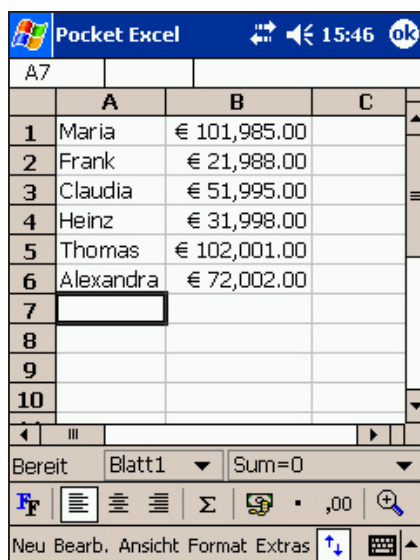 Pocket Excel 15:46 ok
A7
A B C
1 Maria € 101,985.00
2 Frank € 21,988.00
3 Claudia € 51,995.00
4 Heinz € 31,998.00
5 Thomas € 102,001.00
6 Alexandra € 72,002.00
7
8
9
10
Bereit Blatt1 Sum=0
FF Σ ,00
Neu Bearb. Ansicht Format Extras